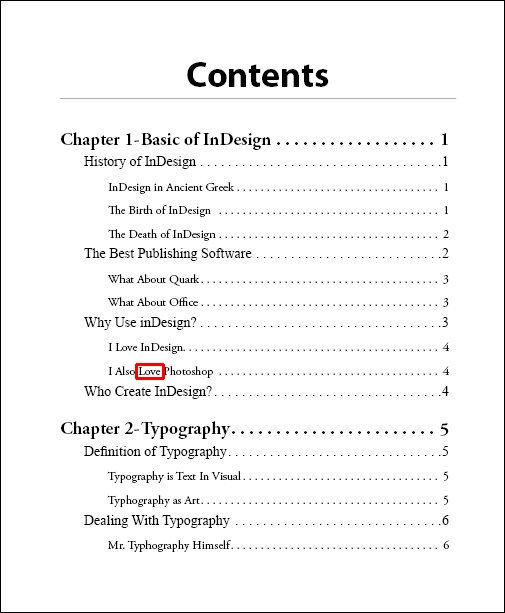 Contents
Chapter 1-Basic of InDesign . . . . . . . . . . . . . . . . . . 1
History of InDesign . . . . . . . . . . . . . . . . . . . . . . . . . . . . . . . . . .1
InDesign in Ancient Greek . . . . . . . . . . . . . . . . . . . . . . . . . . . . . . . . . 1
The Birth of InDesign . . . . . . . . . . . . . . . . . . . . . . . . . . . . . . . . . . . . 1
The Death of InDesign . . . . . . . . . . . . . . . . . . . . . . . . . . . . . . . . . . . 2
The Best Publishing Software . . . . . . . . . . . . . . . . . . . . . . . . . .2
What About Quark . . . . . . . . . . . . . . . . . . . . . . . . . . . . . . . . . . . . . . 3
What About Office . . . . . . . . . . . . . . . . . . . . . . . . . . . . . . . . . . . . . . 3
Why Use inDesign? . . . . . . . . . . . . . . . . . . . . . . . . . . . . . . . . . .3
I Love InDesign. . . . . . . . . . . . . . . . . . . . . . . . . . . . . . . . . . . . . . . . . 4
I Also Love Photoshop . . . . . . . . . . . . . . . . . . . . . . . . . . . . . . . . . . . 4
Who Create InDesign? . . . . . . . . . . . . . . . . . . . . . . . . . . . . . . . .4
Chapter 2-Typography. . . . . . . . . . . . . . . . . . . . . . . 5
Definition of Typography . . . . . . . . . . . . . . . . . . . . . . . . . . . . . .5
Typography is Text In Visual . . . . . . . . . . . . . . . . . . . . . . . . . . . . . . . . 5
Typhography as Art . . . . . . . . . . . . . . . . . . . . . . . . . . . . . . . . . . . . . . 5
Dealing With Typography . . . . . . . . . . . . . . . . . . . . . . . . . . . . .6
Mr. Typhography Himself . . . . . . . . . . . . . . . . . . . . . . . . . . . . . . . . . . 6